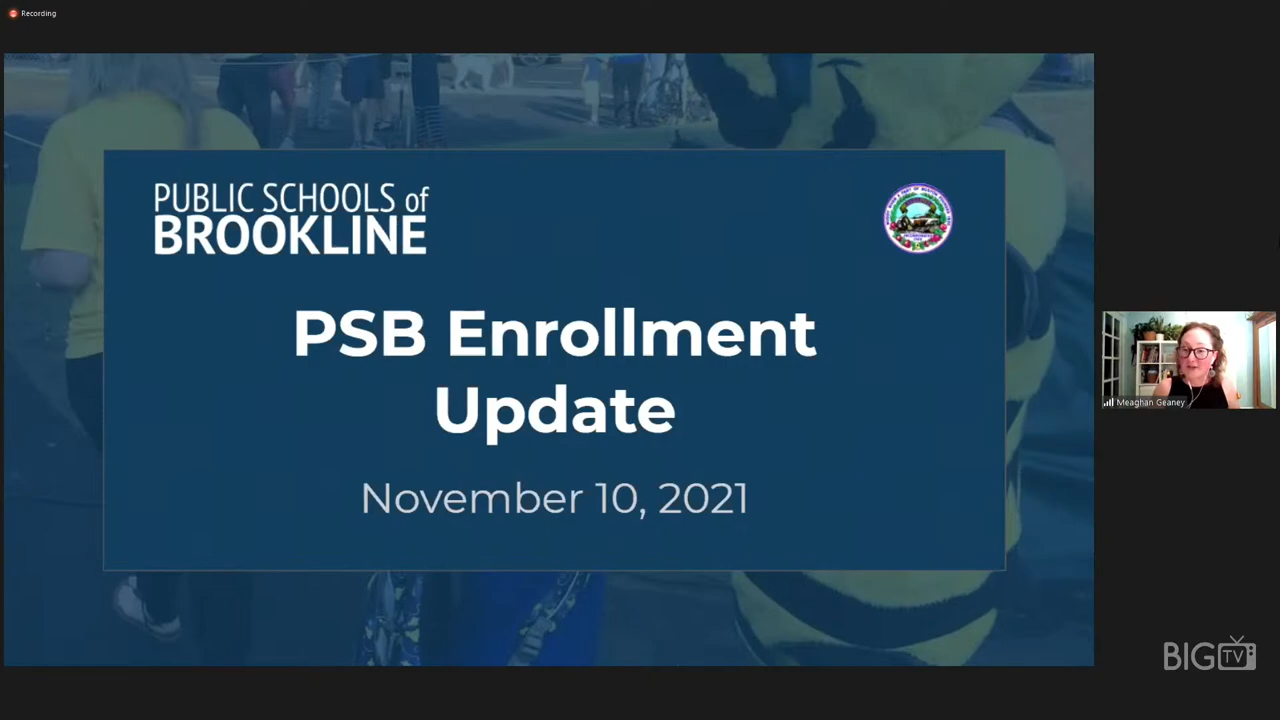 Recording
PUBLIC SCHOOLS of
BROOKLINE
PSB Enrollment
Update
November 10, 2021
Meaghan Geaney
BIG TV